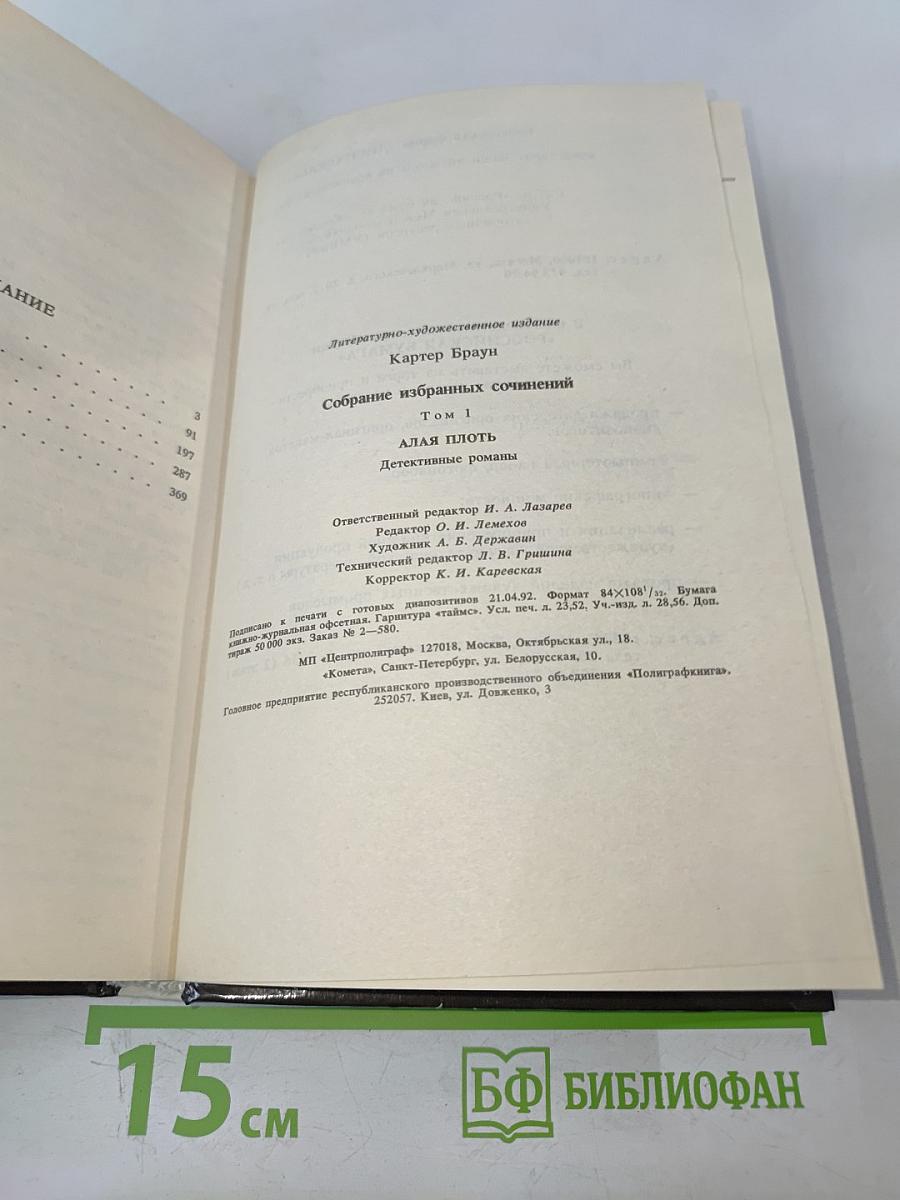 АНИЕ
3
91
197
287
369
Литературно-художественное издание
Картер Браун
Собрание избранных сочинений
Том 1
АЛАЯ ПЛОТЬ
Детективные романы
Ответственный редактор И. А. Лазарев
Редактор О. И. Лемехов
Художник А. Б. Державин
Технический редактор Л. В. Гришина
Корректор К. И. Каревская
Подписано к печати с готовых диапозитивов 21.04.92. Формат 84×108¹/₃₂. Бумага
книжно-журнальная офсетная. Гарнитура «таймс». Усл. печ. л. 23,52, Уч.-изд. л. 28,56. Доп.
тираж 50 000 экз. Заказ № 2—580.
МП «Центрполиграф» 127018, Москва, Октябрьская ул., 18.
«Комета», Санкт-Петербург, ул. Белорусская, 10.
Головное предприятие республиканского производственного объединения «Полиграфкнига»,
252057. Киев, ул. Довженко, 3
15 см
БФ БИБЛИОФАН